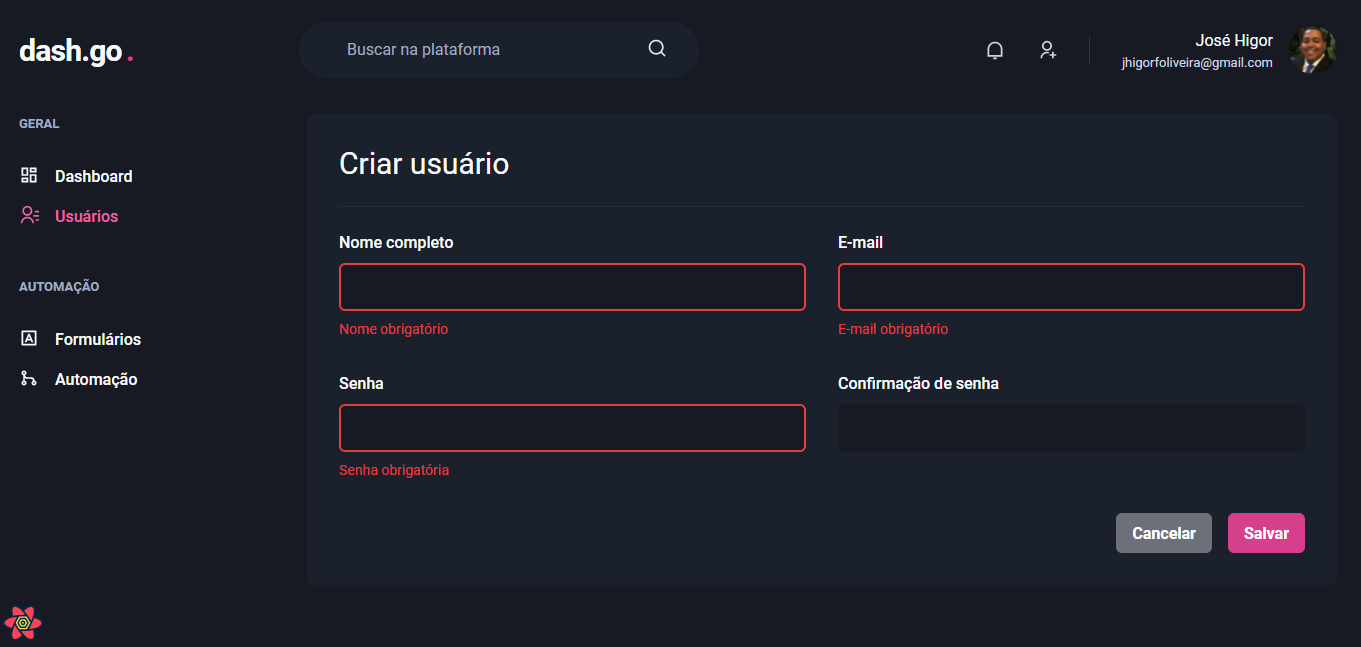 dash.go.
Buscar na plataforma
José Higor
jhigorfoliveira@gmail.com
GERAL
Dashboard
Usuários
AUTOMAÇÃO
Formulários
Automação
Criar usuário
Nome completo
E-mail
Nome obrigatório
E-mail obrigatório
Senha
Confirmação de senha
Senha obrigatória
Cancelar
Salvar